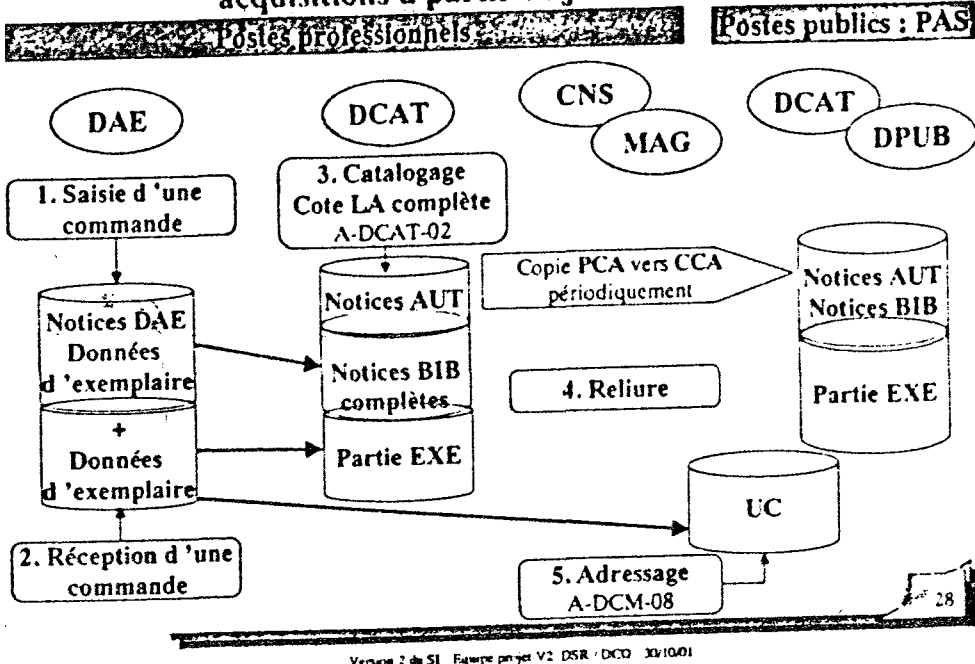 acquisitions à partir
Postes professionnels
Postes publics : PAS
DAE
DCAT
CNS
MAG
DCAT
DPUB
1. Saisie d 'une
commande
3. Catalogage
Cote LA complète
A-DCAT-02
Notices DAE
Données
d 'exemplaire
+
Données
d 'exemplaire
Notices AUT
Notices BIB
complètes
Partie EXE
Copie PCA vers CCA
périodiquement
4. Reliure
Notices AUT
Notices BIB
Partie EXE
UC
2. Réception d 'une
commande
5. Adressage
A-DCM-08
28
Version 2 du SI Equipe projet V2 DSR / DCO 30/10/01